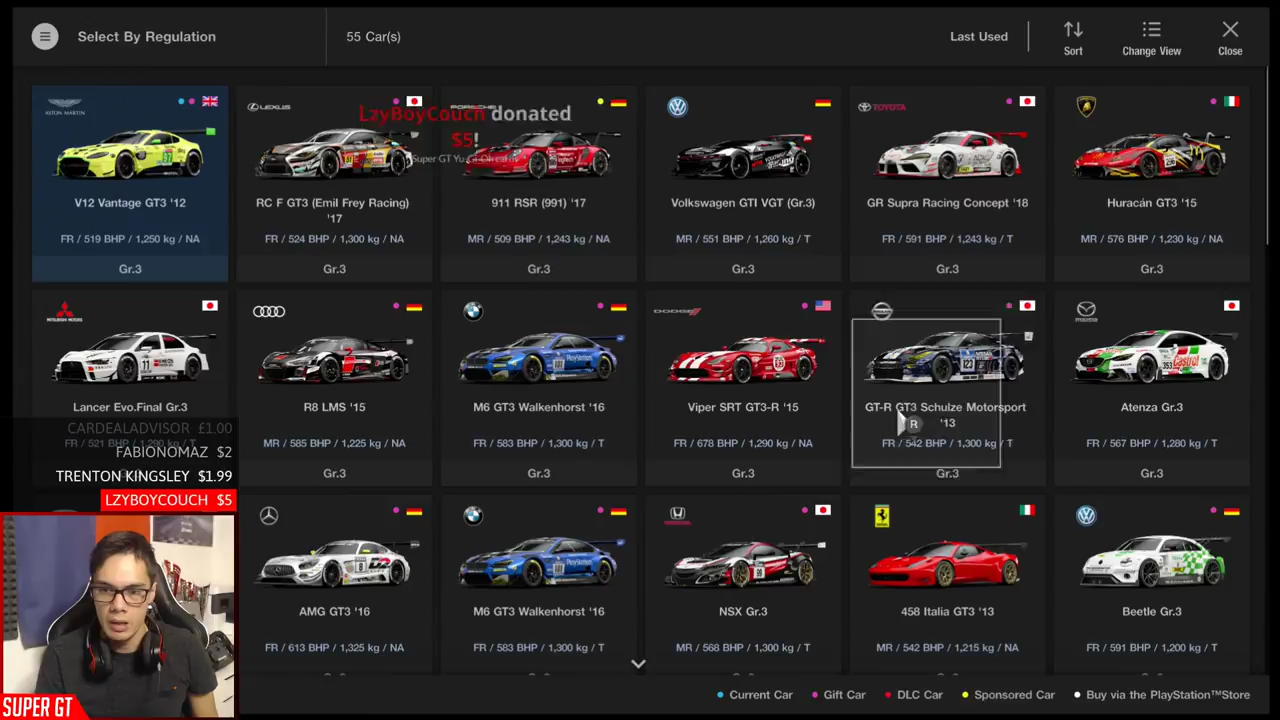 Select By Regulation
55 Car(s)
Last Used
Sort
Change View
Close
LzyBoyCouch donated
$5!
ASTON MARTIN
V12 Vantage GT3 '12
FR / 519 BHP / 1,250 kg / NA
Gr.3
LEXUS
RC F GT3 (Emil Frey Racing)
'17
FR / 524 BHP / 1,300 kg / NA
Gr.3
PORSCHE
911 RSR (991) '17
MR / 509 BHP / 1,243 kg / NA
Gr.3
Volkswagen GTI VGT (Gr.3)
MR / 551 BHP / 1,260 kg / T
Gr.3
TOYOTA
GR Supra Racing Concept '18
FR / 591 BHP / 1,243 kg / T
Gr.3
Huracán GT3 '15
MR / 576 BHP / 1,230 kg / NA
Gr.3
Lancer Evo.Final Gr.3
FR / 521 BHP / 1,290 kg / T
R8 LMS '15
MR / 585 BHP / 1,225 kg / NA
Gr.3
M6 GT3 Walkenhorst '16
FR / 583 BHP / 1,300 kg / T
Gr.3
DODGE
Viper SRT GT3-R '15
FR / 678 BHP / 1,290 kg / NA
Gr.3
GT-R GT3 Schulze Motorsport
'13
FR / 542 BHP / 1,300 kg / T
Gr.3
R
Atenza Gr.3
FR / 567 BHP / 1,280 kg / T
Gr.3
CARDEALADVISOR £1.00
FABIONOMAZ $2
TRENTON KINGSLEY $1.99
LZYBOYCOUCH $5
AMG GT3 '16
FR / 613 BHP / 1,325 kg / NA
M6 GT3 Walkenhorst '16
FR / 583 BHP / 1,300 kg / T
NSX Gr.3
MR / 568 BHP / 1,300 kg / T
458 Italia GT3 '13
MR / 542 BHP / 1,215 kg / NA
Beetle Gr.3
FR / 591 BHP / 1,200 kg / T
SUPER GT
Current Car
Gift Car
DLC Car
Sponsored Car
Buy via the PlayStation™Store